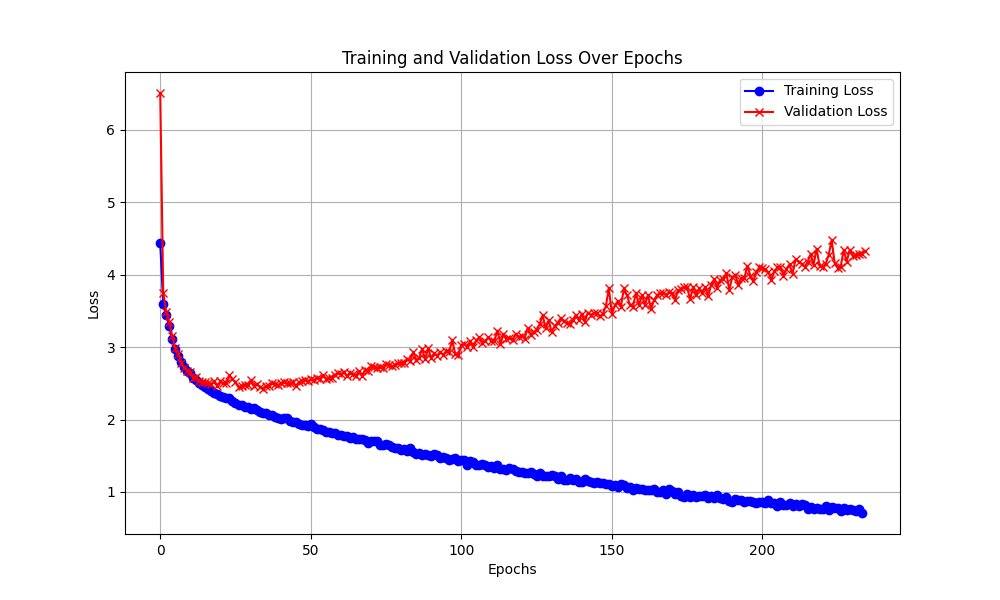 Training and Validation Loss Over Epochs
Training Loss
Validation Loss
6
5
4
3
2
1
Loss
0
50
100
150
200
Epochs